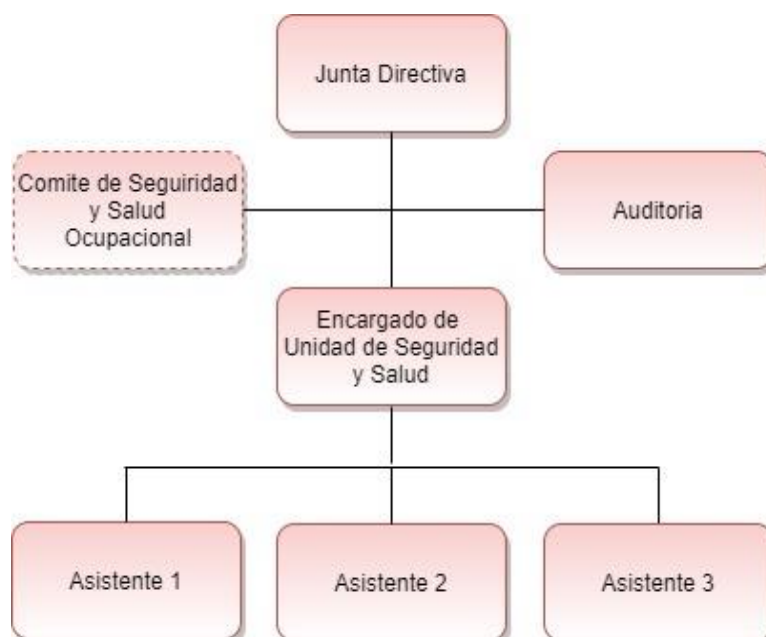 Junta Directiva
Comite de Seguiridad
y Salud
Ocupacional
Auditoria
Encargado de
Unidad de Seguridad
y Salud
Asistente 1
Asistente 2
Asistente 3